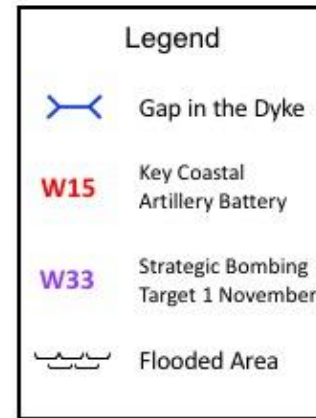 Legend
Gap in the Dyke
W15
Key Coastal
Artillery Battery
W33
Strategic Bombing
Target 1 November
Flooded Area